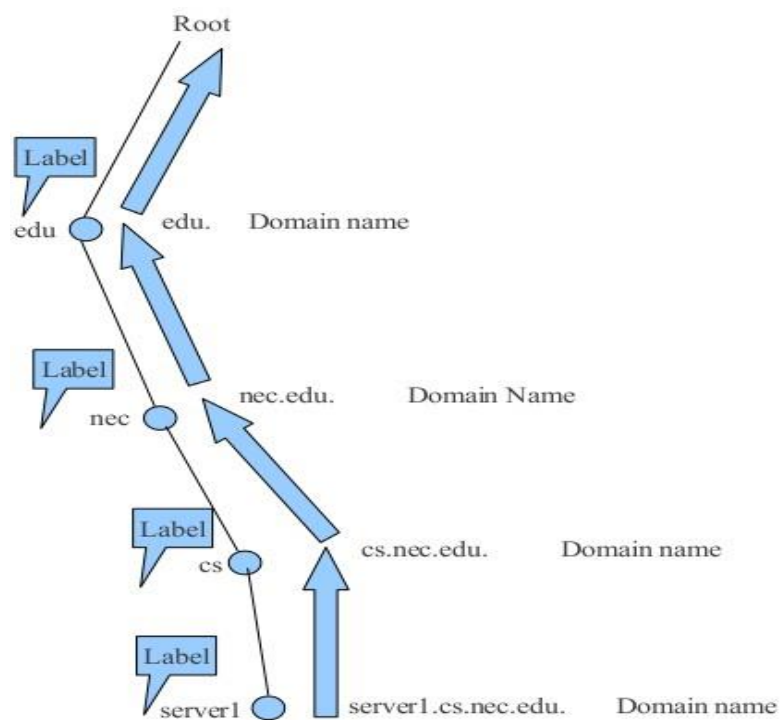 Root
Label
edu
edu. Domain name
Label
nec.edu. Domain Name
nec
Label
cs.nec.edu. Domain name
cs
Label
server1
server1.cs.nec.edu. Domain name